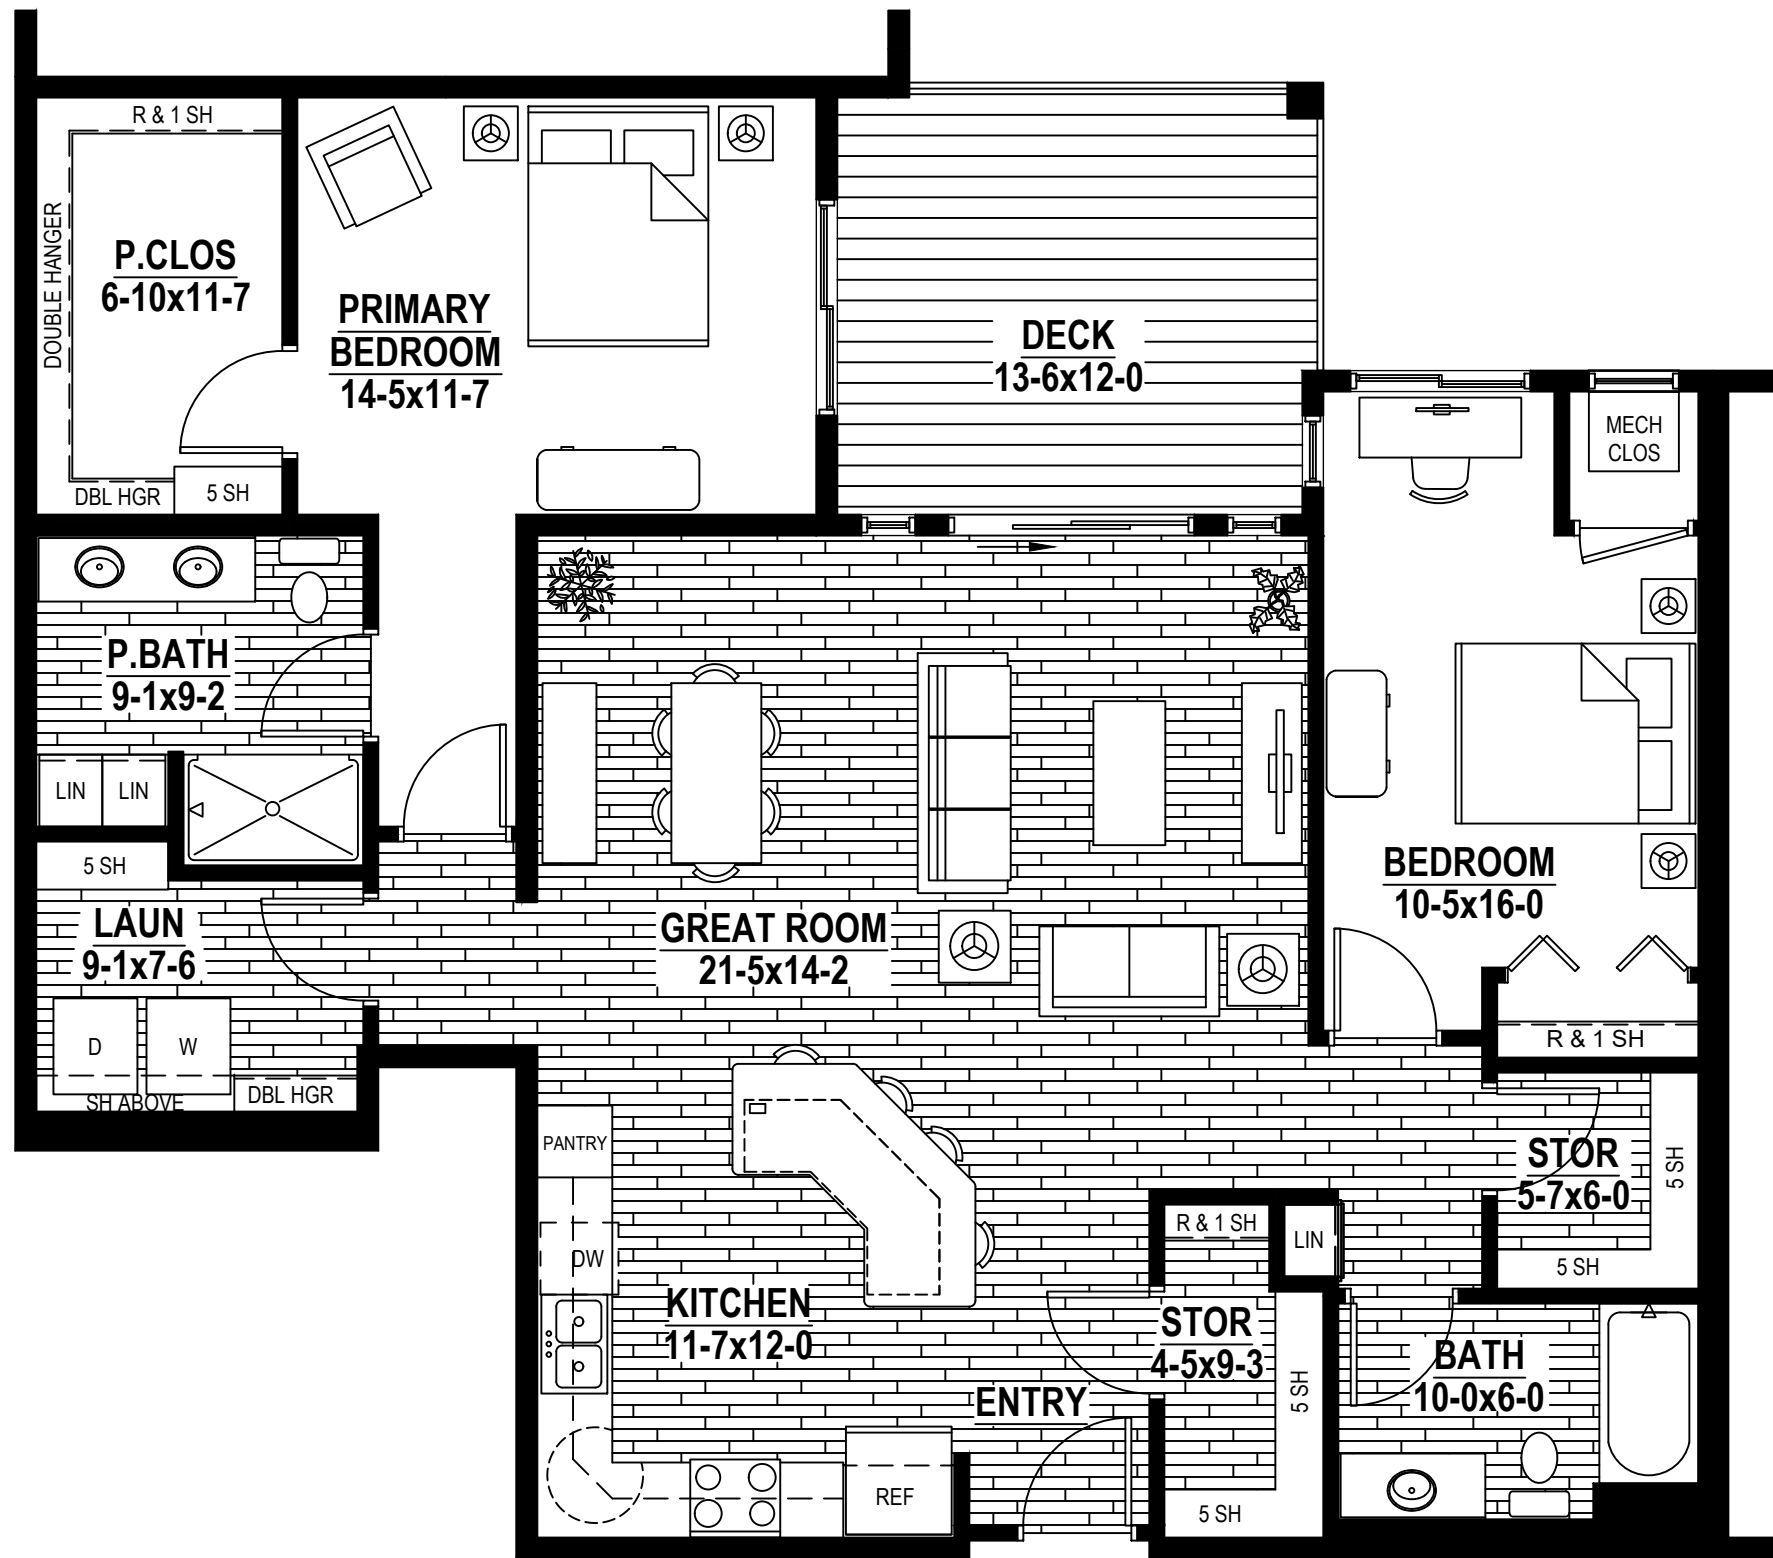 R & 1 SH
DOUBLE HANGER
P.CLOS
6-10x11-7
DBL HGR
5 SH
PRIMARY
BEDROOM
14-5x11-7
DECK
13-6x12-0
MECH
CLOS
P.BATH
9-1x9-2
LIN
LIN
5 SH
LAUN
9-1x7-6
D
W
SH ABOVE
DBL HGR
GREAT ROOM
21-5x14-2
BEDROOM
10-5x16-0
R & 1 SH
PANTRY
DW
KITCHEN
11-7x12-0
REF
ENTRY
R & 1 SH
LIN
STOR
4-5x9-3
5 SH
5 SH
STOR
5-7x6-0
5 SH
5 SH
BATH
10-0x6-0